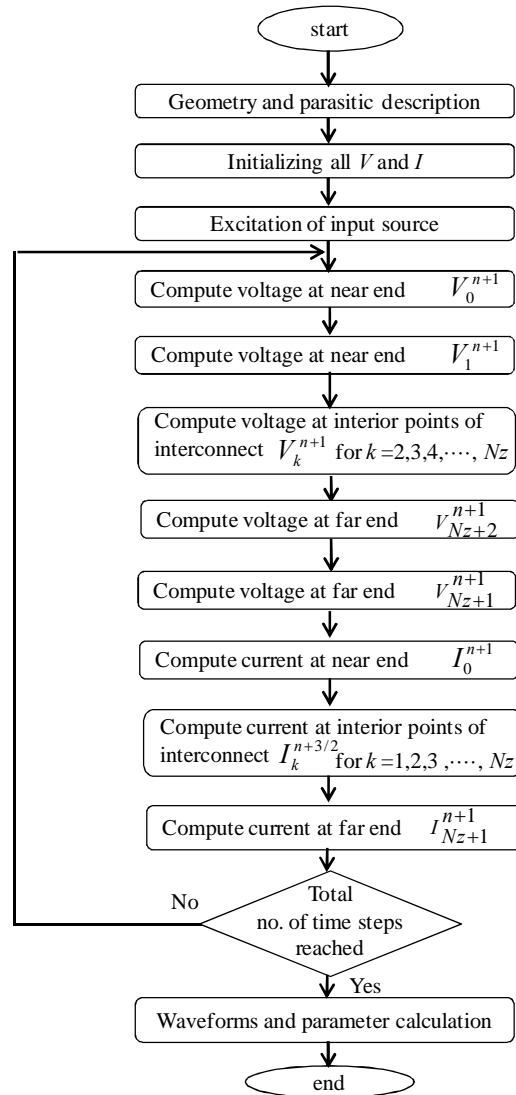 start
Geometry and parasitic description
Initializing all V and I
Excitation of input source
Compute voltage at near end V_0^{n+1}
Compute voltage at near end V_1^{n+1}
Compute voltage at interior points of
interconnect V_k^{n+1} for k =2,3,4,····, Nz
Compute voltage at far end V_{Nz+2}^{n+1}
Compute voltage at far end V_{Nz+1}^{n+1}
Compute current at near end I_0^{n+1}
Compute current at interior points of
interconnect I_k^{n+3/2} for k =1,2,3 ,····, Nz
Compute current at far end I_{Nz+1}^{n+1}
No
Total
no. of time steps
reached
Yes
Waveforms and parameter calculation
end